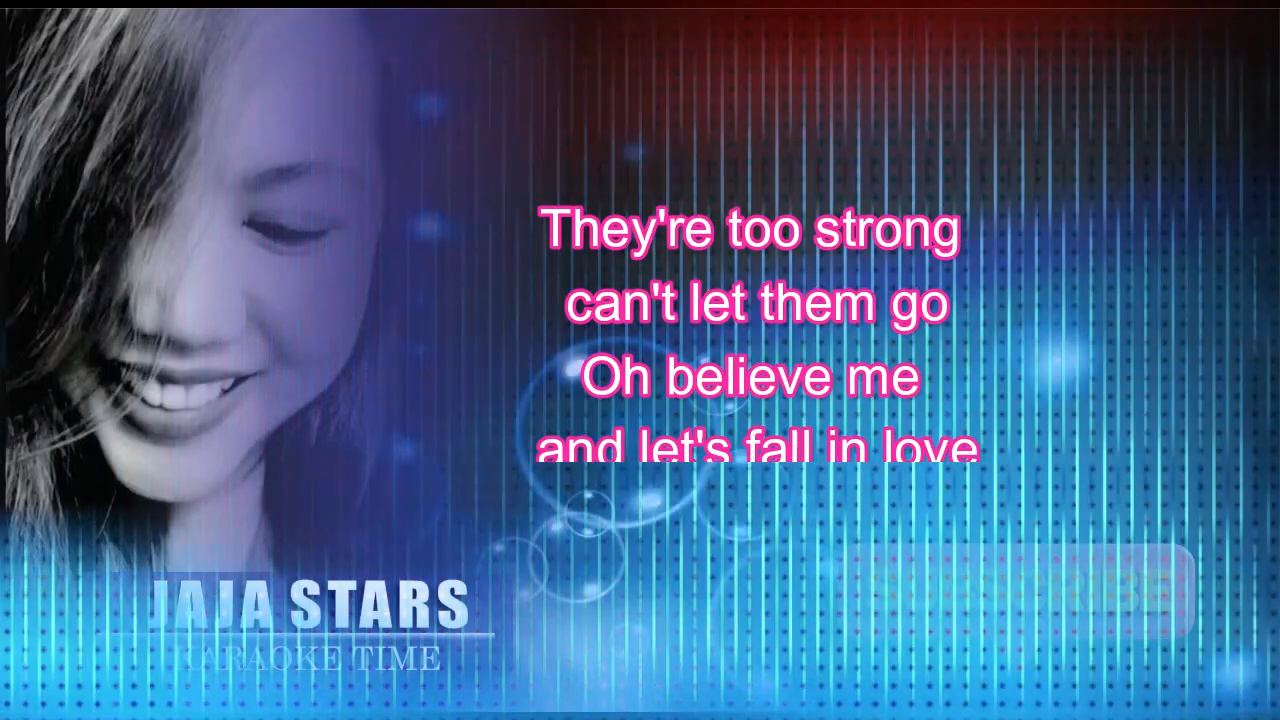 They're too strong
can't let them go
Oh believe me
and let's fall in love
JAJA STARS
KARAOKE TIME